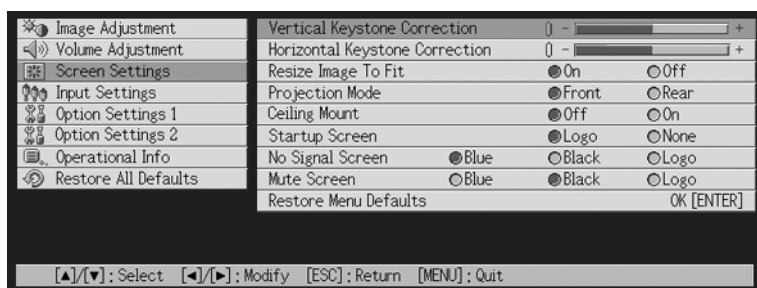 Image Adjustment
Volume Adjustment
Screen Settings
Input Settings
Option Settings 1
Option Settings 2
Operational Info
Restore All Defaults
Vertical Keystone Correction 0 - +
Horizontal Keystone Correction 0 - +
Resize Image To Fit On Off
Projection Mode Front Rear
Ceiling Mount Off On
Startup Screen Logo None
No Signal Screen Blue Black Logo
Mute Screen Blue Black Logo
Restore Menu Defaults OK [ENTER]
[▲]/[▼] : Select [◄]/[►] : Modify [ESC] : Return [MENU] : Quit